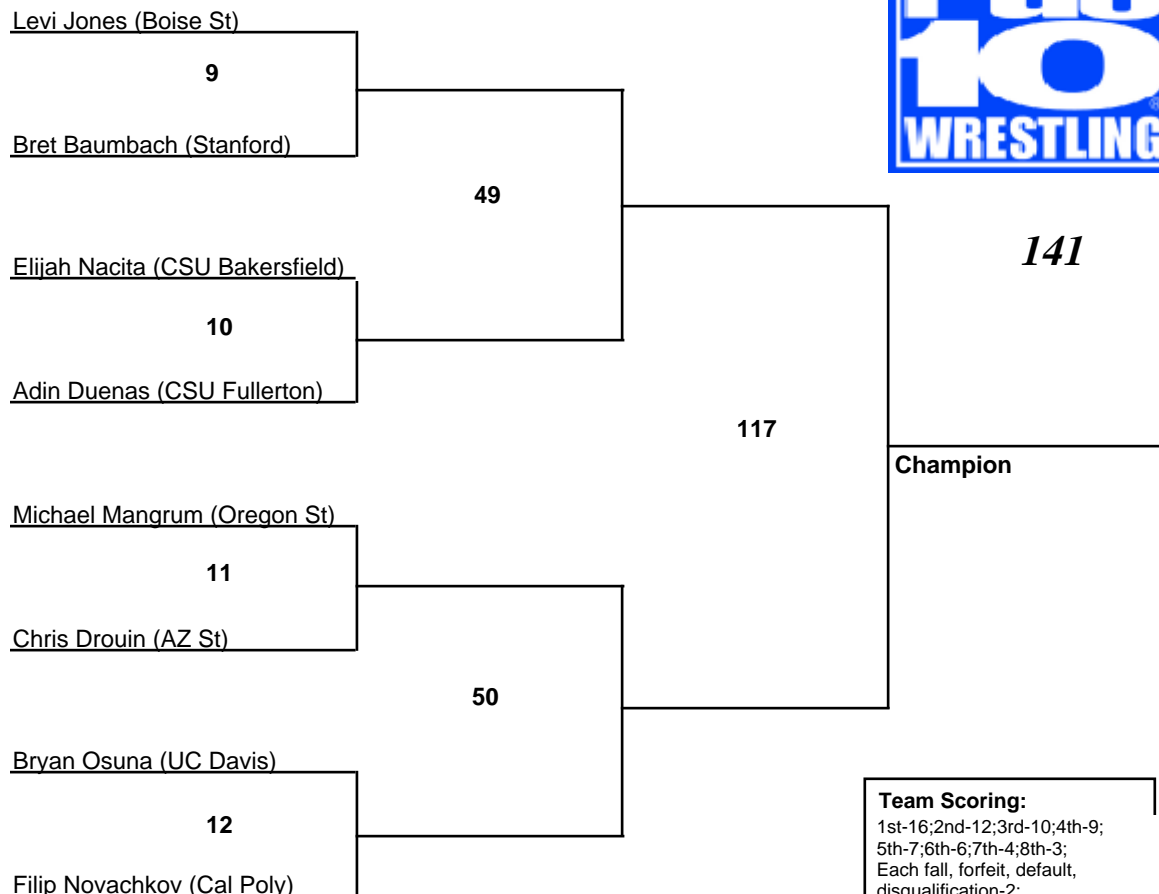 Levi Jones (Boise St)
9
Bret Baumbach (Stanford)
49
Elijah Nacita (CSU Bakersfield)
10
Adin Duenas (CSU Fullerton)
117
Michael Mangrum (Oregon St)
11
Chris Drouin (AZ St)
50
Bryan Osuna (UC Davis)
12
Filip Novachkov (Cal Poly)
10
®
WRESTLING
141
Champion
Team Scoring:
1st-16;2nd-12;3rd-10;4th-9;
5th-7;6th-6;7th-4;8th-3;
Each fall, forfeit, default,
disqualification-2;